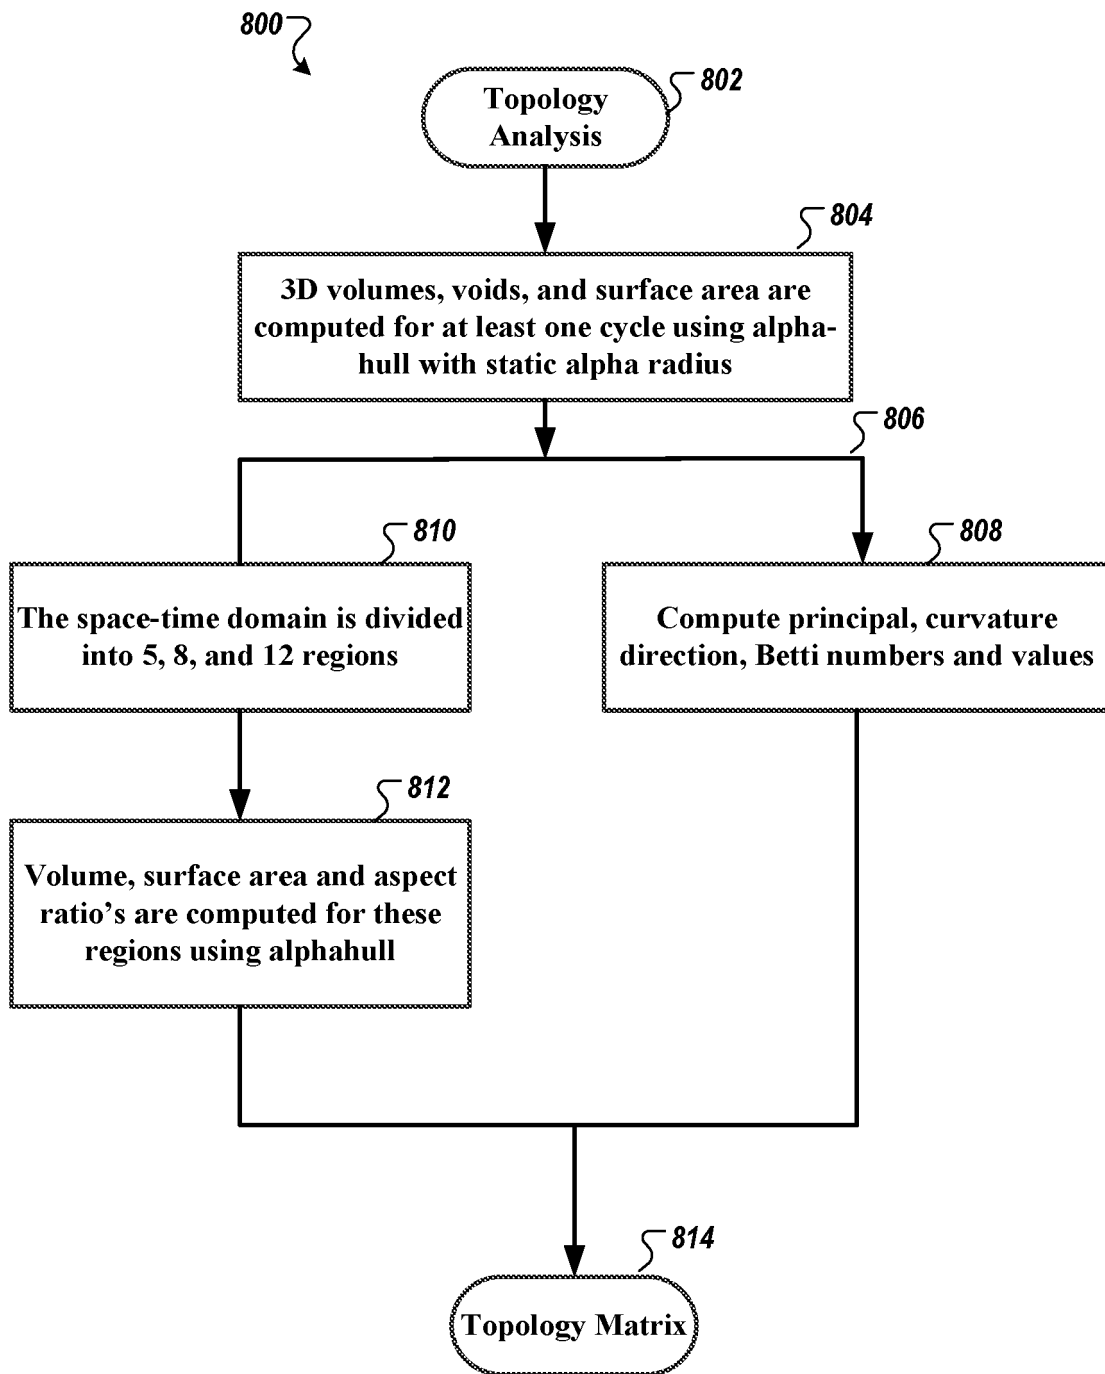 800
802
Topology
Analysis
804
3D volumes, voids, and surface area are
computed for at least one cycle using alpha-
hull with static alpha radius
806
810
The space-time domain is divided
into 5, 8, and 12 regions
808
Compute principal, curvature
direction, Betti numbers and values
812
Volume, surface area and aspect
ratio’s are computed for these
regions using alphahull
814
Topology Matrix